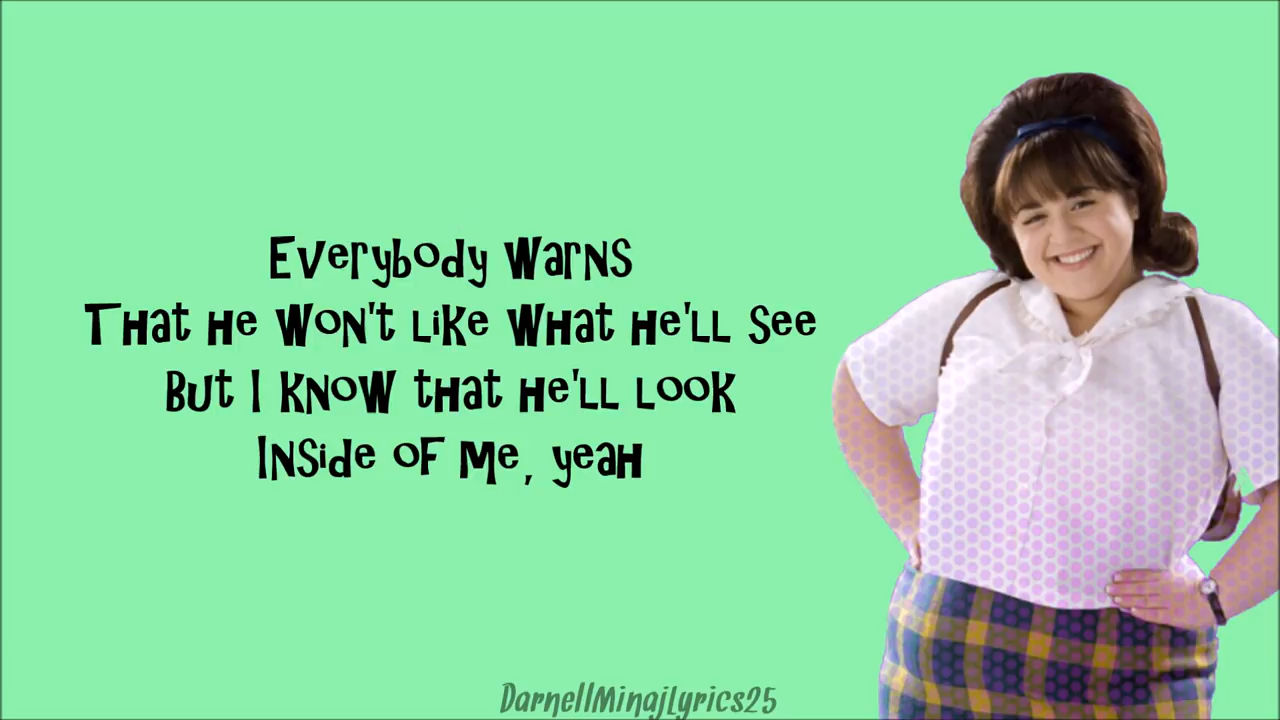 Everybody warns
That he won't like what he'll see
But I know that he'll look
Inside of me, yeah
DarnellMinajLyrics25